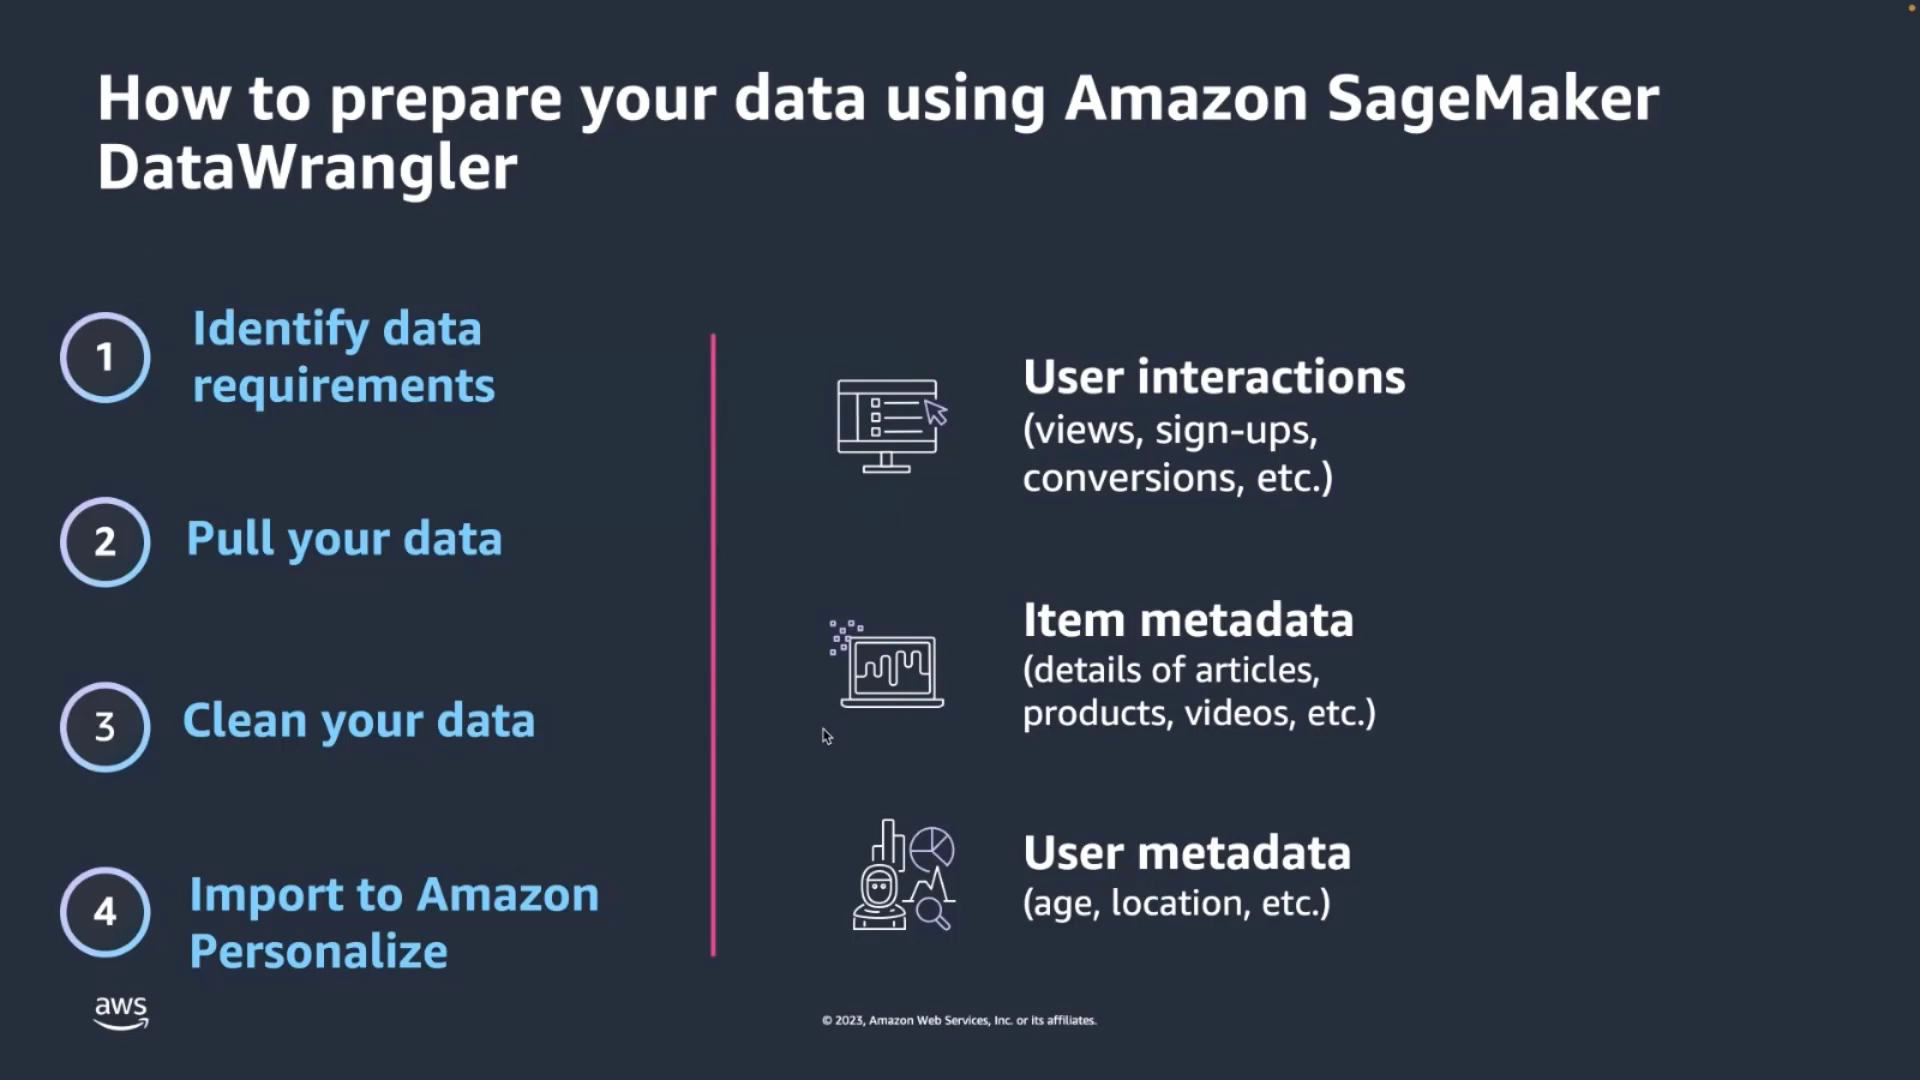 How to prepare your data using Amazon SageMaker
DataWrangler
1
Identify data
requirements
2
Pull your data
3
Clean your data
4
Import to Amazon
Personalize
User interactions
(views, sign-ups,
conversions, etc.)
Item metadata
(details of articles,
products, videos, etc.)
User metadata
(age, location, etc.)
aws
© 2023, Amazon Web Services, Inc. or its affiliates.